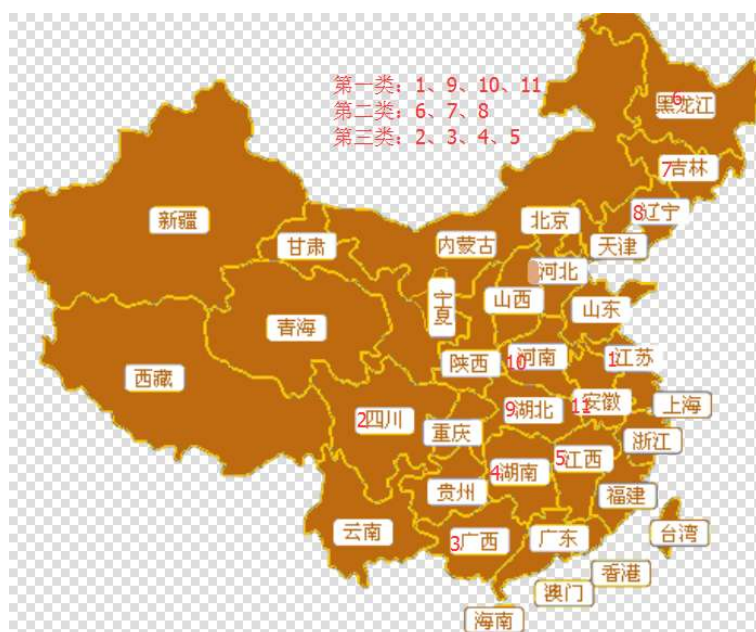 第一类：1、9、10、11
第二类：6、7、8
第三类：2、3、4、5
6
黑龙江
7吉林
8辽宁
新疆
甘肃
内蒙古
北京
天津
河北
宁夏
山西
山东
青海
陕西
10河南
1江苏
西藏
2四川
重庆
9湖北
11安徽
上海
浙江
4湖南
5江西
贵州
福建
云南
3广西
广东
台湾
香港
澳门
海南